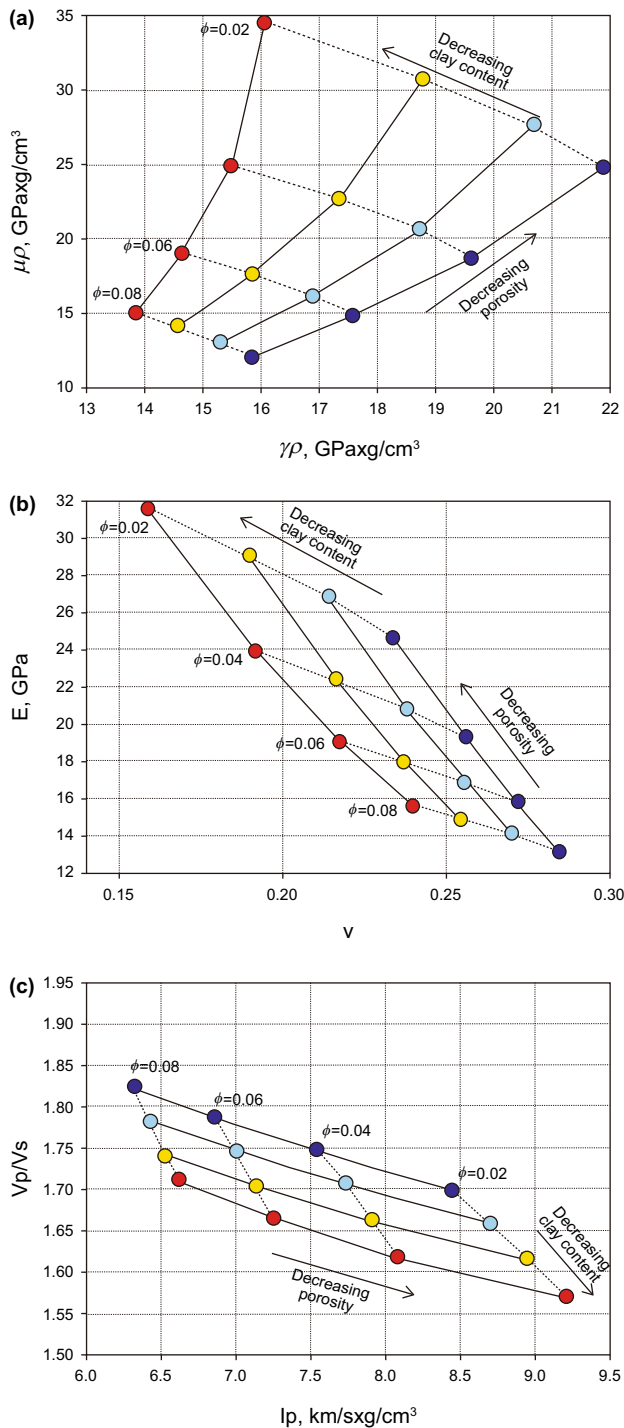 (a)
35
30
25
20
15
10
μρ, GPaxg/cm³
ϕ=0.02
ϕ=0.06
ϕ=0.08
Decreasing
clay content
Decreasing
porosity
13 14 15 16 17 18 19 20 21 22
γρ, GPaxg/cm³
(b)
32
30
28
26
24
22
20
18
16
14
12
E, GPa
ϕ=0.02
ϕ=0.04
ϕ=0.06
ϕ=0.08
Decreasing
clay content
Decreasing
porosity
0.15 0.20 0.25 0.30
v
(c)
1.95
1.90
1.85
1.80
1.75
1.70
1.65
1.60
1.55
1.50
Vp/Vs
ϕ=0.08
ϕ=0.06
ϕ=0.04
ϕ=0.02
Decreasing
clay content
Decreasing
porosity
6.0 6.5 7.0 7.5 8.0 8.5 9.0 9.5
Ip, km/sxg/cm³